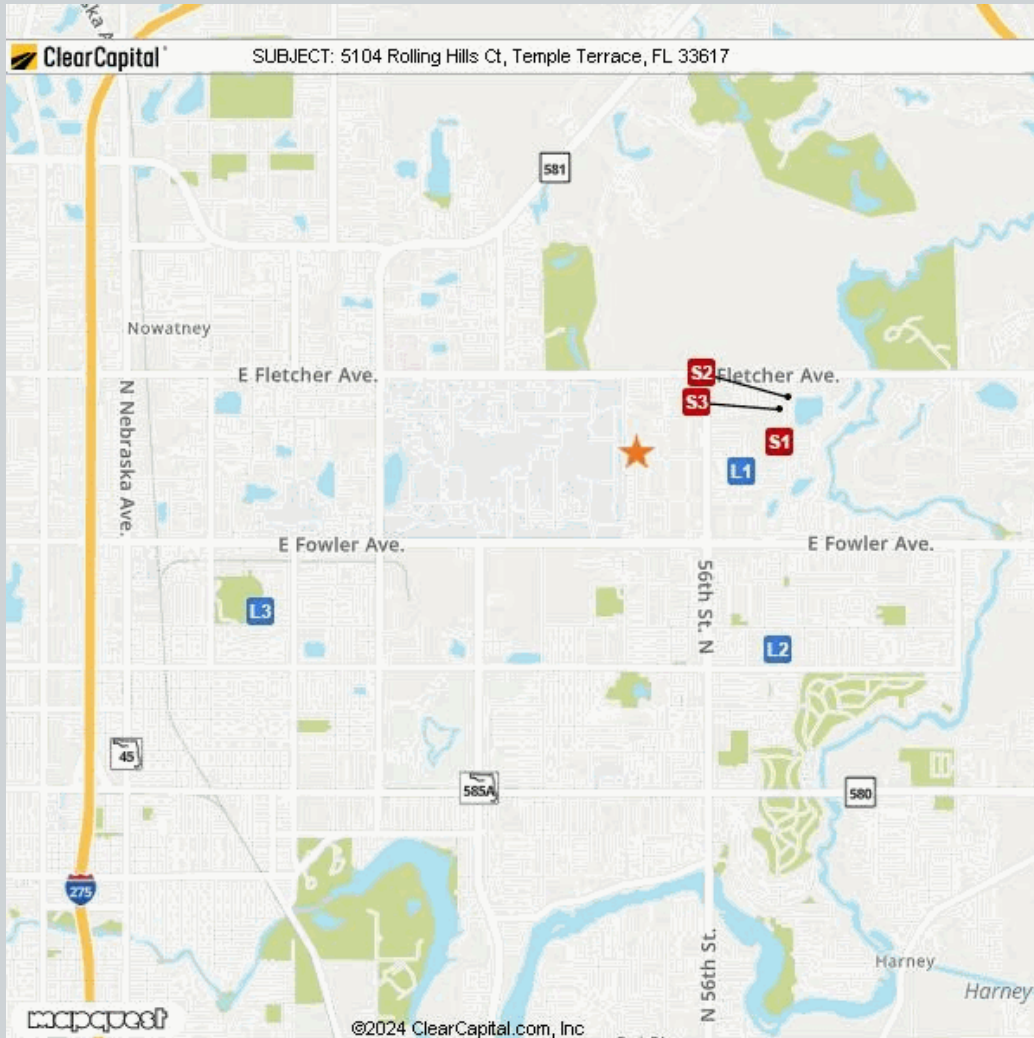 ska A
ClearCapital
SUBJECT: 5104 Rolling Hills Ct, Temple Terrace, FL 33617
581
Nowatney
E Fletcher Ave.
S2
Fletcher Ave.
S3
N Nebraska Ave.
S1
L1
E Fowler Ave.
E Fowler Ave.
56th St. N
L3
L2
45
585A
580
275
N 56th St.
Harney
Harney
mapquest
©2024 ClearCapital.com, Inc